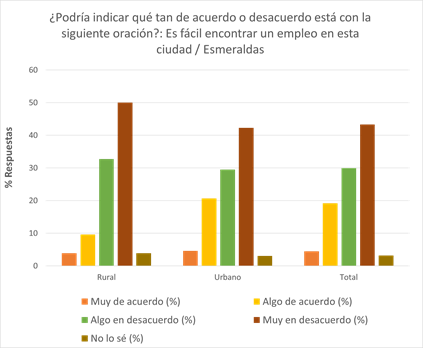 ¿Podría indicar qué tan de acuerdo o desacuerdo está con la
siguiente oración?: Es fácil encontrar un empleo en esta
ciudad / Esmeraldas
% Respuestas
60
50
40
30
20
10
0
Rural
Urbano
Total
Muy de acuerdo (%)
Algo de acuerdo (%)
Algo en desacuerdo (%)
Muy en desacuerdo (%)
No lo sé (%)